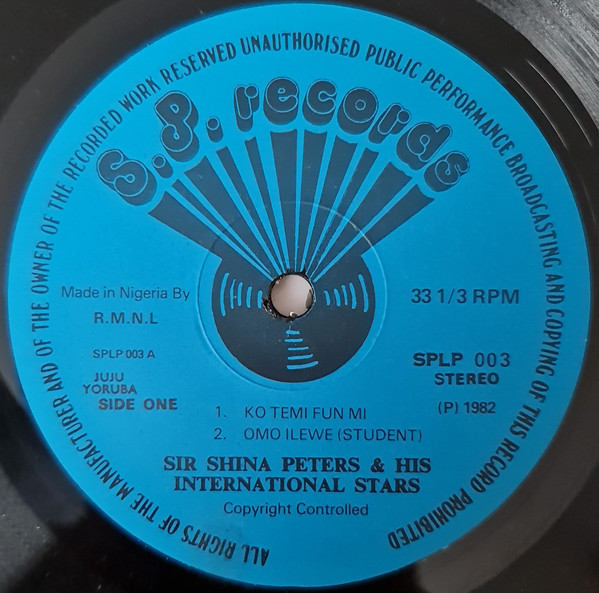 ALL RIGHTS OF THE MANUFACTURER AND OF THE OWNER OF THE RECORDED WORK RESERVED UNAUTHORISED PUBLIC PERFORMANCE BROADCASTING AND COPYING OF THIS RECORD PROHIBITED
S.P. records
Made in Nigeria By
R.M.N.L
33 1/3 RPM
SPLP 003 A
JUJU
YORUBA
SIDE ONE
SPLP 003
STEREO
(P) 1982
1. KO TEMI FUN MI
2. OMO ILEWE (STUDENT)
SIR SHINA PETERS & HIS
INTERNATIONAL STARS
Copyright Controlled